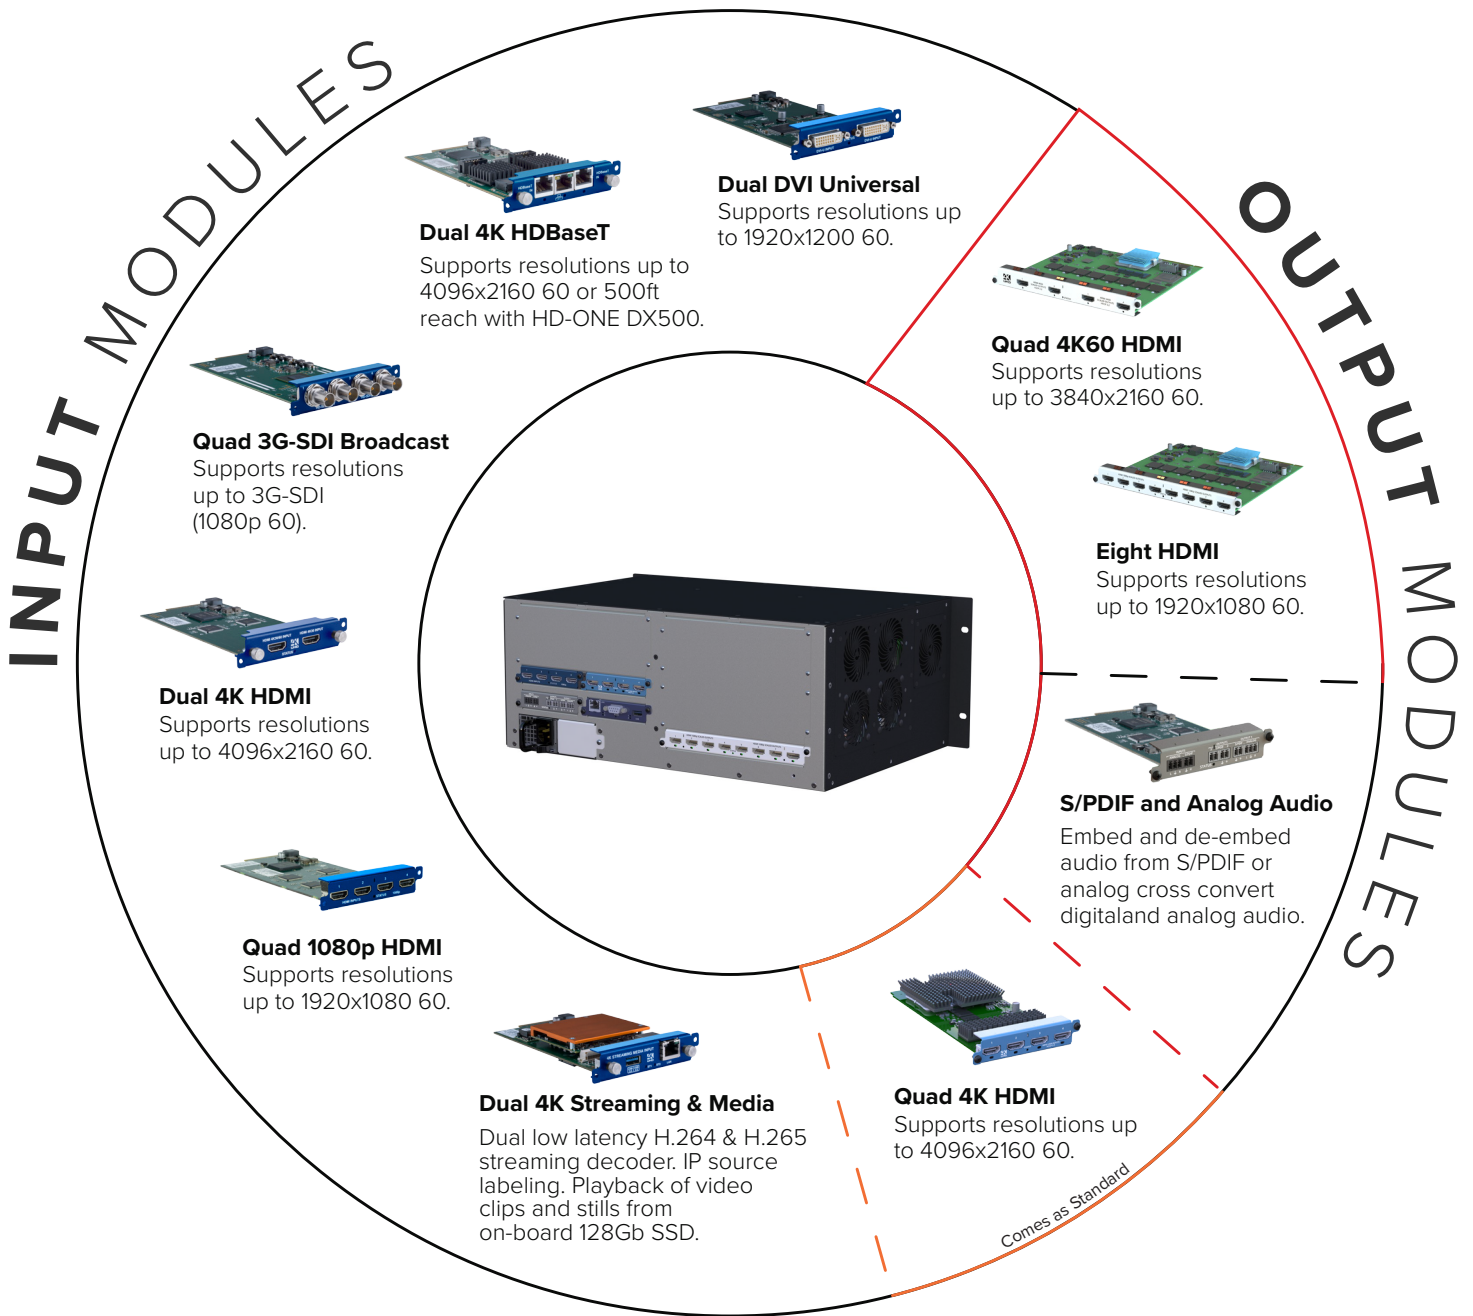 INPUT MODULES
OUTPUT MODULES
Dual DVI Universal
Supports resolutions up
to 1920x1200 60.
Dual 4K HDBaseT
Supports resolutions up to
4096x2160 60 or 500ft
reach with HD-ONE DX500.
Quad 4K60 HDMI
Supports resolutions
up to 3840x2160 60.
Quad 3G-SDI Broadcast
Supports resolutions
up to 3G-SDI
(1080p 60).
Eight HDMI
Supports resolutions
up to 1920x1080 60.
Dual 4K HDMI
Supports resolutions
up to 4096x2160 60.
S/PDIF and Analog Audio
Embed and de-embed
audio from S/PDIF or
analog cross convert
digitaland analog audio.
Quad 1080p HDMI
Supports resolutions
up to 1920x1080 60.
4K STREAMING MEDIA INPUT
Dual 4K Streaming & Media
Dual low latency H.264 & H.265
streaming decoder. IP source
labeling. Playback of video
clips and stills from
on-board 128Gb SSD.
Quad 4K HDMI
Supports resolutions up
to 4096x2160 60.
Comes as Standard